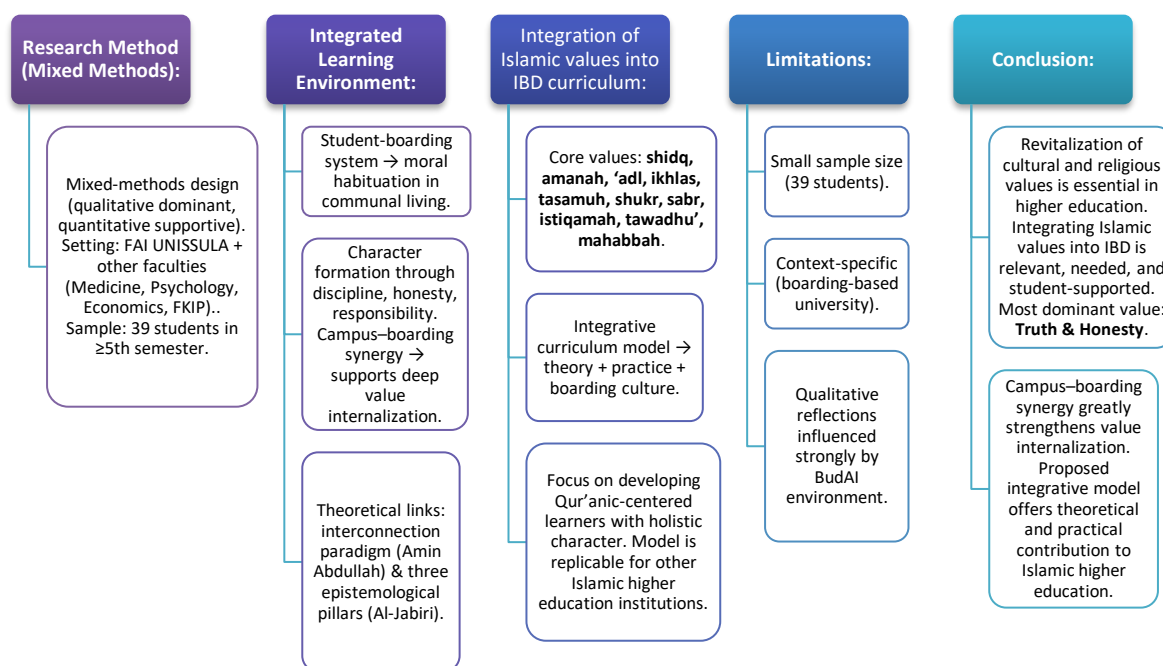 Research Method
(Mixed Methods):
Mixed-methods design
(qualitative dominant,
quantitative supportive).
Setting: FAI UNISSULA +
other faculties
(Medicine, Psychology,
Economics, FKIP)..
Sample: 39 students in
≥5th semester.
Integrated
Learning
Environment:
Student-boarding
system → moral
habituation in
communal living.
Character
formation through
discipline, honesty,
responsibility.
Campus–boarding
synergy →
supports deep
value
internalization.
Theoretical links:
interconnection
paradigm (Amin
Abdullah) & three
epistemological
pillars (Al-Jabiri).
Integration of
Islamic values into
IBD curriculum:
Core values: shidq,
amanah, ‘adl, ikhlas,
tasamuh, shukr, sabr,
istiqamah, tawadhu’,
mahabbah.
Integrative
curriculum model →
theory + practice +
boarding culture.
Focus on developing
Qur’anic-centered
learners with holistic
character. Model is
replicable for other
Islamic higher
education institutions.
Limitations:
Small sample size
(39 students).
Context-specific
(boarding-based
university).
Qualitative
reflections
influenced
strongly by
BudAI
environment.
Conclusion:
Revitalization of
cultural and religious
values is essential in
higher education.
Integrating Islamic
values into IBD is
relevant, needed, and
student-supported.
Most dominant value:
Truth & Honesty.
Campus–boarding
synergy greatly
strengthens value
internalization.
Proposed
integrative model
offers theoretical
and practical
contribution to
Islamic higher
education.